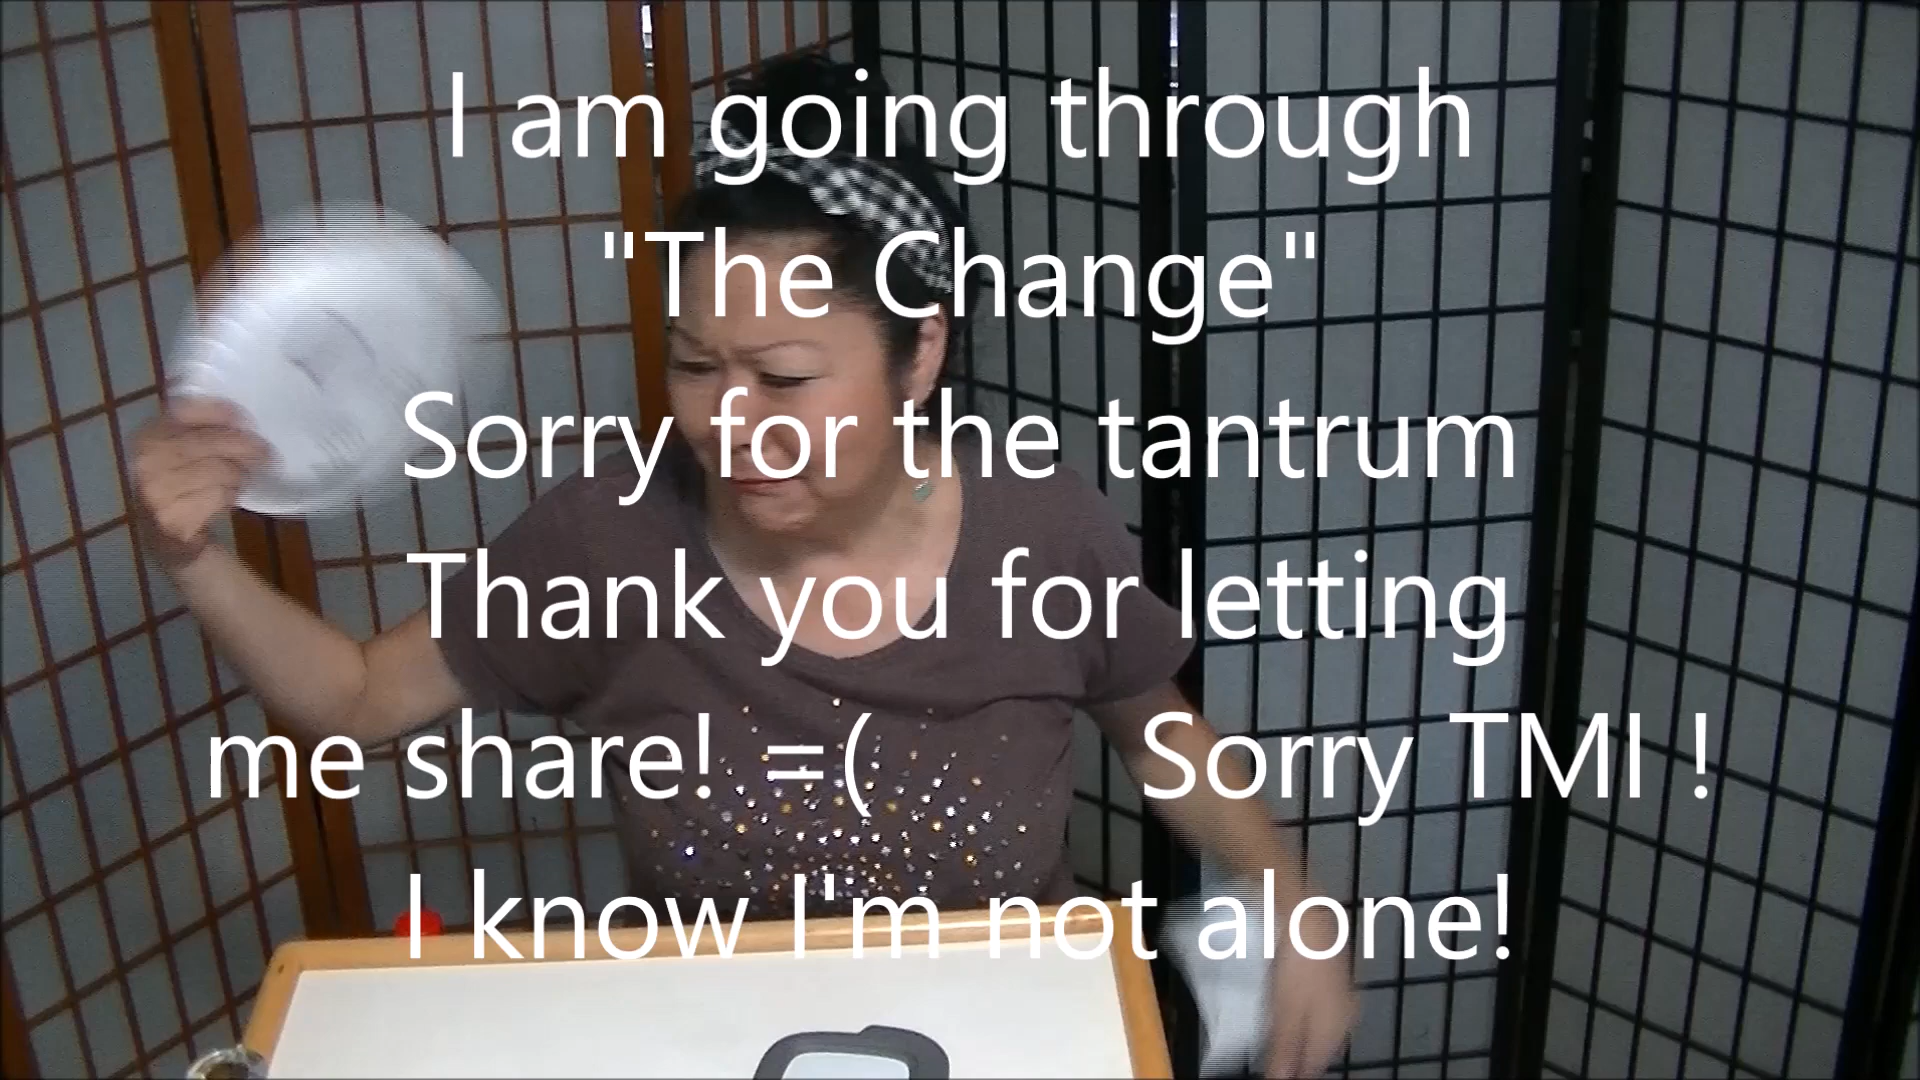 I am going through
"The Change"
Sorry for the tantrum
Thank you for letting
me share! =( Sorry TMI !
I know I'm not alone!